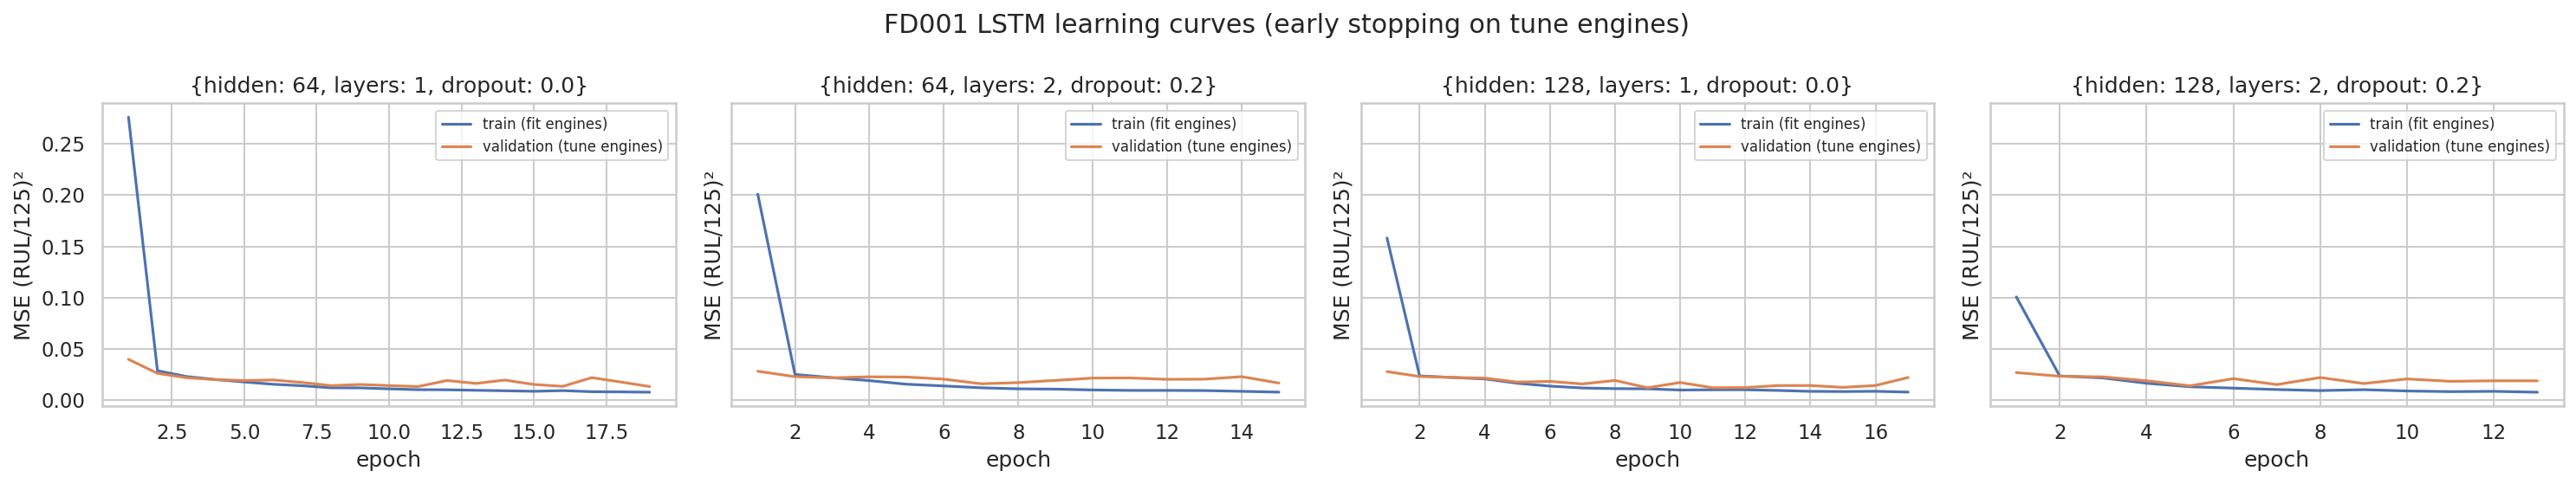 FD001 LSTM learning curves (early stopping on tune engines)
{hidden: 64, layers: 1, dropout: 0.0}
train (fit engines)
validation (tune engines)
MSE (RUL/125)²
0.25
0.20
0.15
0.10
0.05
0.00
2.5 5.0 7.5 10.0 12.5 15.0 17.5
epoch
{hidden: 64, layers: 2, dropout: 0.2}
train (fit engines)
validation (tune engines)
MSE (RUL/125)²
2 4 6 8 10 12 14
epoch
{hidden: 128, layers: 1, dropout: 0.0}
train (fit engines)
validation (tune engines)
MSE (RUL/125)²
2 4 6 8 10 12 14 16
epoch
{hidden: 128, layers: 2, dropout: 0.2}
train (fit engines)
validation (tune engines)
MSE (RUL/125)²
2 4 6 8 10 12
epoch